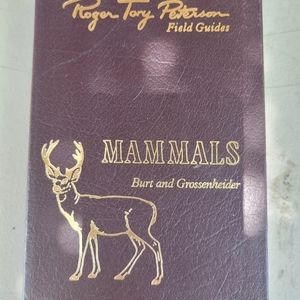 Roger Tory Peterson
Field Guides
MAMMALS
Burt and Grossenheider